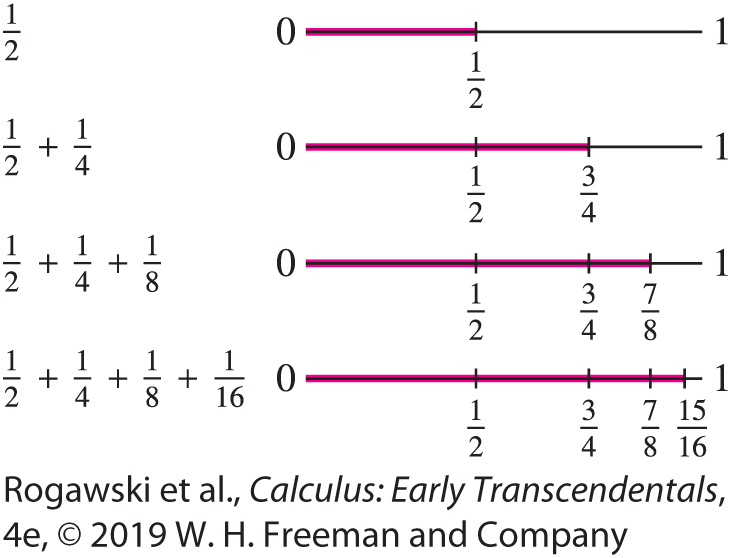 1/2 0 1
1/2
1/2 + 1/4 0 1
1/2 3/4
1/2 + 1/4 + 1/8 0 1
1/2 3/4 7/8
1/2 + 1/4 + 1/8 + 1/16 0 1
1/2 3/4 7/8 15/16
Rogawski et al., Calculus: Early Transcendentals,
4e, © 2019 W. H. Freeman and Company